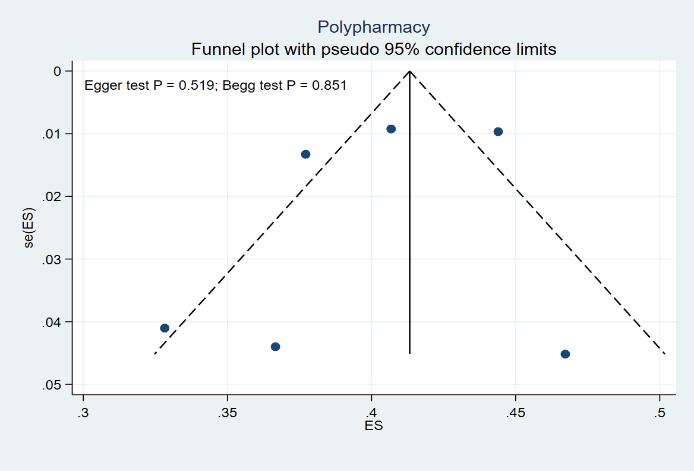 Polypharmacy
Funnel plot with pseudo 95% confidence limits
Egger test P = 0.519; Begg test P = 0.851
0
.01
.02
.03
.04
.05
se(ES)
.3
.35
.4
.45
.5
ES